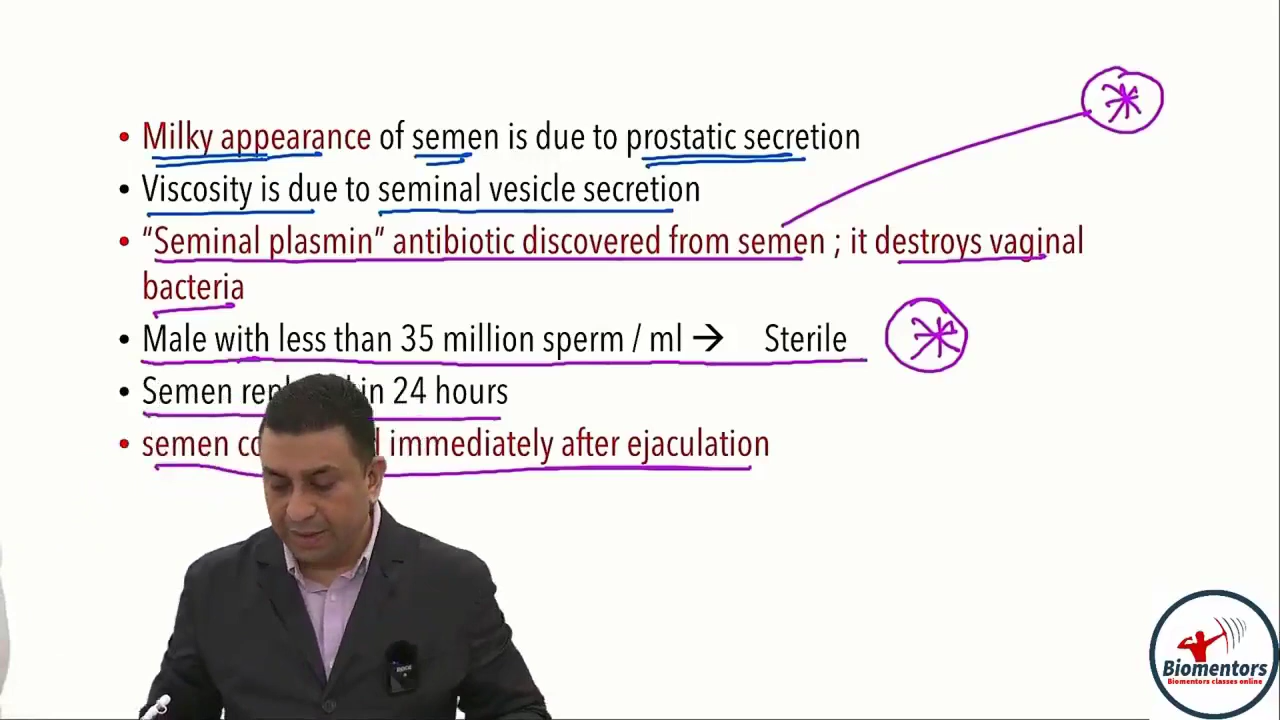 • Milky appearance of semen is due to prostatic secretion
• Viscosity is due to seminal vesicle secretion
• "Seminal plasmin" antibiotic discovered from semen ; it destroys vaginal
bacteria
• Male with less than 35 million sperm / ml → Sterile
• Semen in 24 hours
• semen immediately after ejaculation
Biomentors
Biomentors classes online